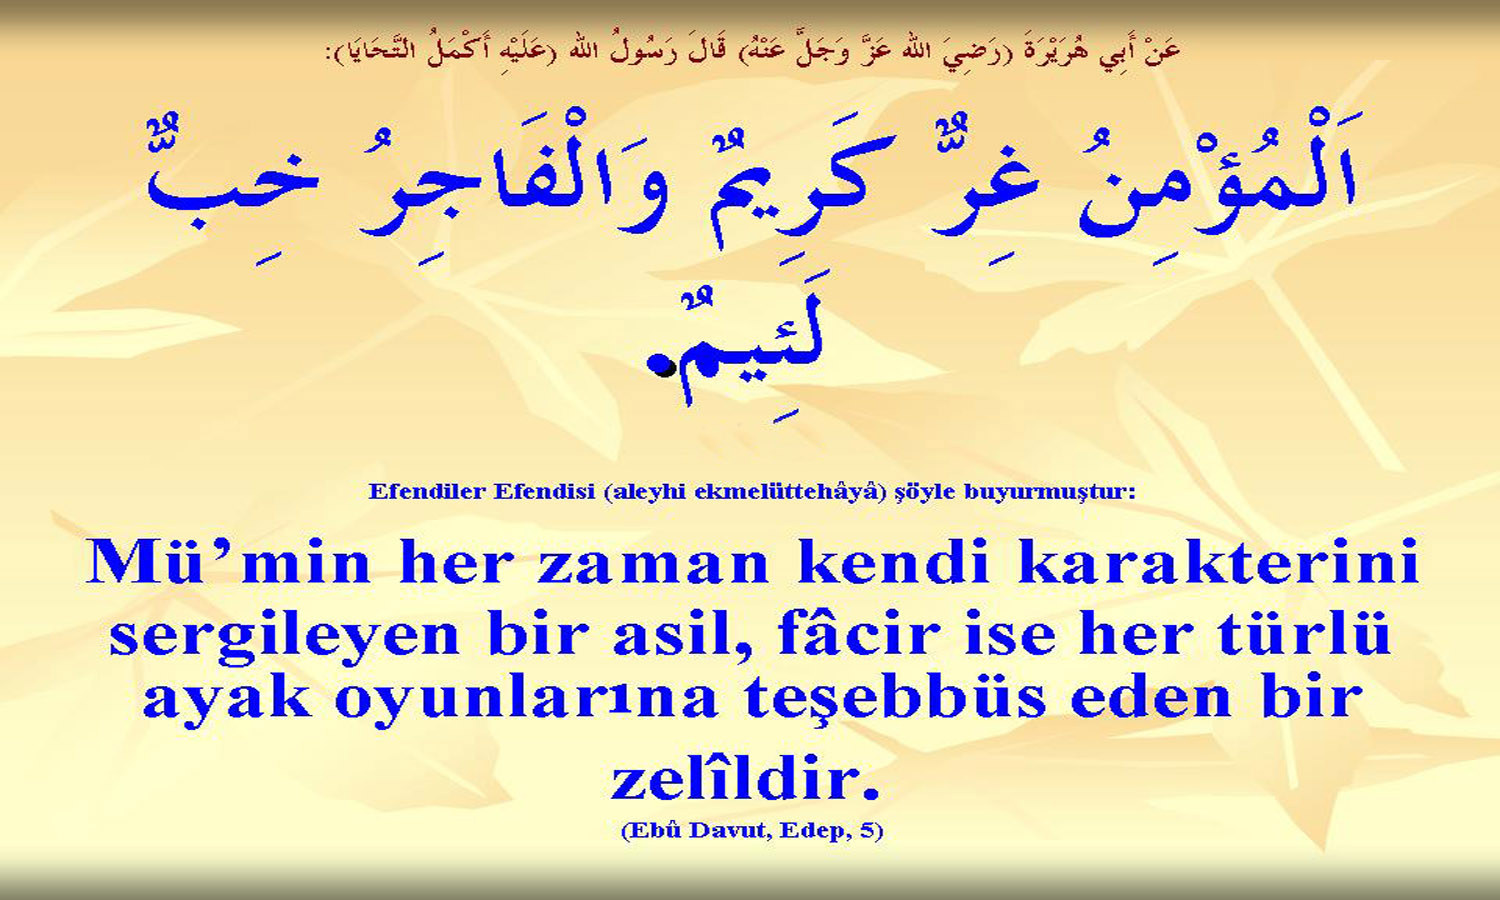 عَنْ أَبِي هُرَيْرَةَ (رَضِيَ الله عَزَّ وَجَلَّ عَنْهُ) قَالَ رَسُولُ الله (عَلَيْهِ أَكْمَلُ التَّحَايَا):
اَلْمُؤْمِنُ غِرٌّ كَرِيمٌ وَالْفَاجِرُ خِبٌّ
لَئِيمٌ.
Efendiler Efendisi (aleyhi ekmelüttehâyâ) şöyle buyurmuştur:
Mü’min her zaman kendi karakterini
sergileyen bir asil, fâcir ise her türlü
ayak oyunlarına teşebbüs eden bir
zelîldir.
(Ebû Davut, Edep, 5)